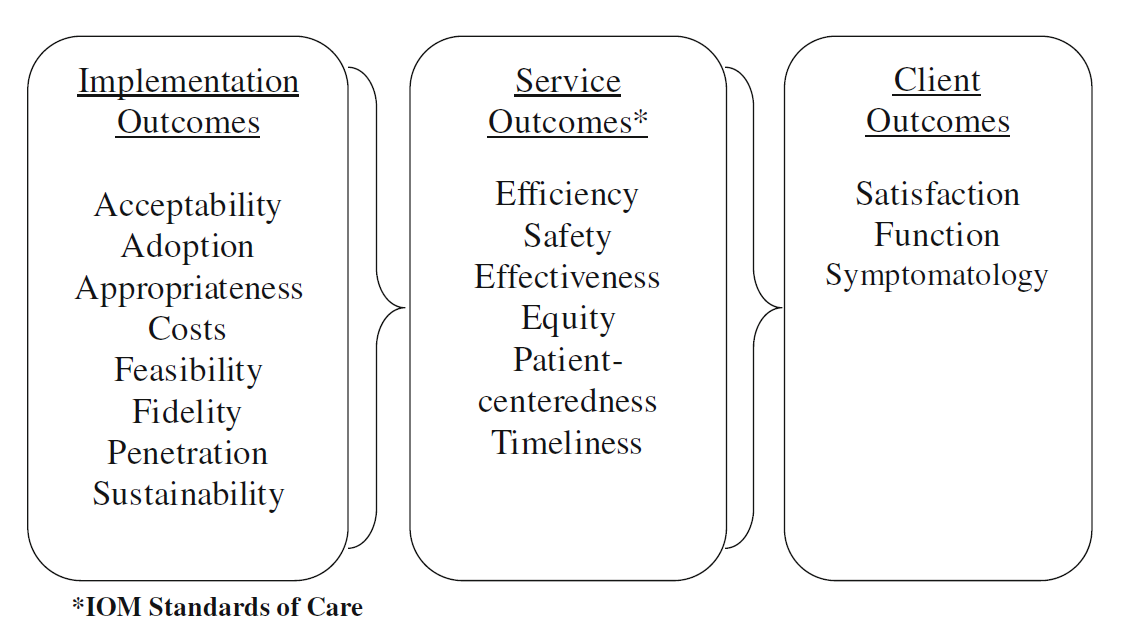 Implementation
Outcomes
Acceptability
Adoption
Appropriateness
Costs
Feasibility
Fidelity
Penetration
Sustainability
Service
Outcomes*
Efficiency
Safety
Effectiveness
Equity
Patient-
centeredness
Timeliness
Client
Outcomes
Satisfaction
Function
Symptomatology
*IOM Standards of Care